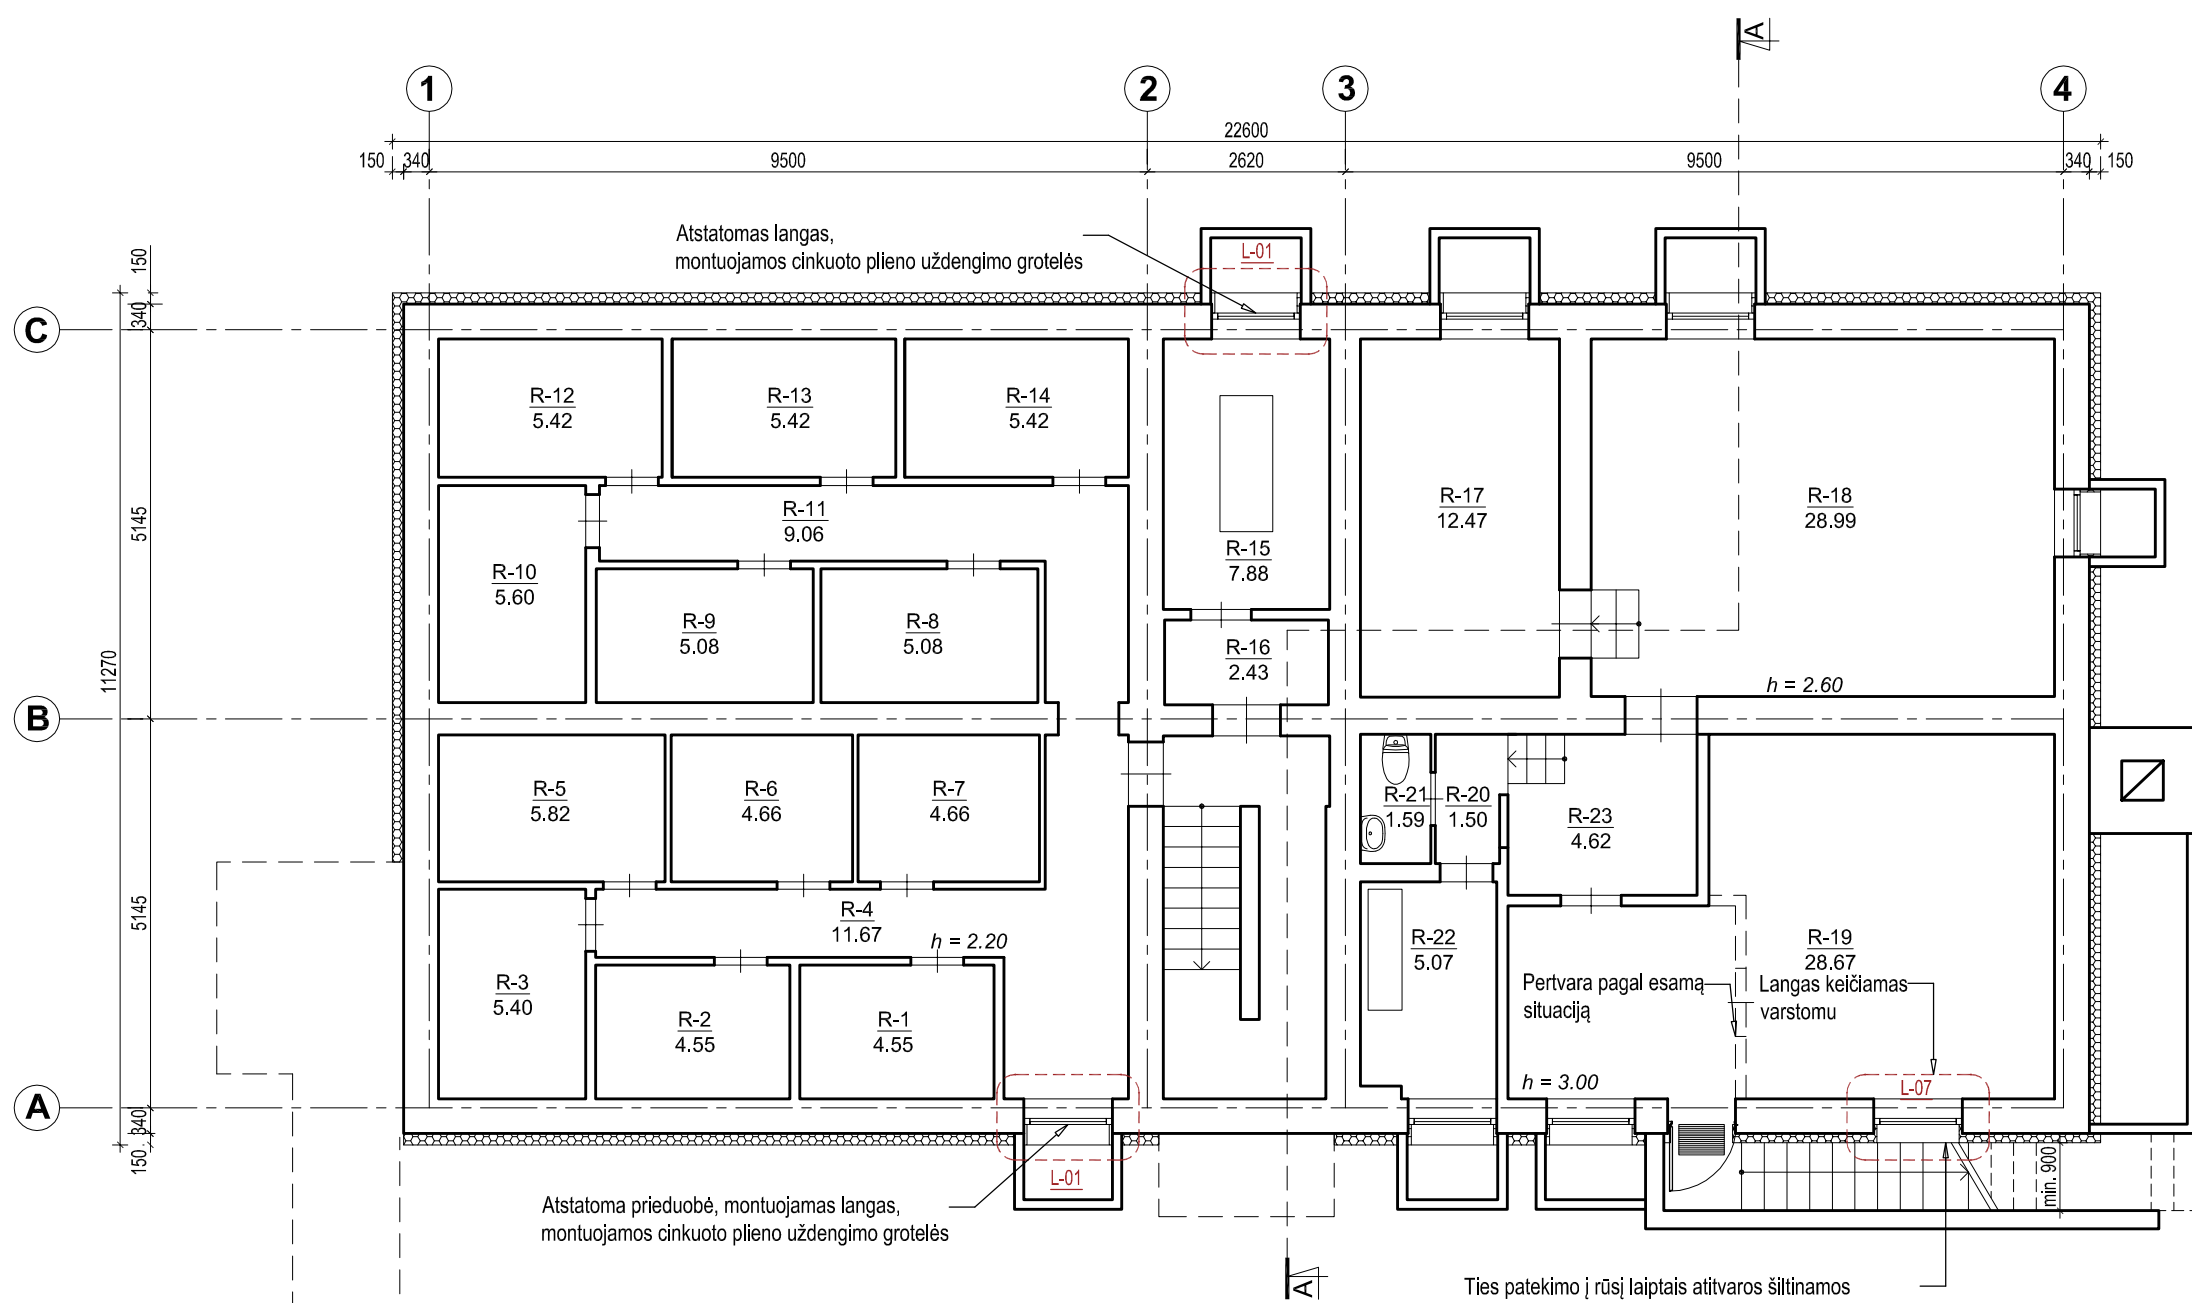 A
1
2
3
4
22600
150
340
9500
2620
9500
340
150
Atstatomas langas,
montuojamos cinkuoto plieno uždengimo grotelės
L-01
150
340
C
R-12
5.42
R-13
5.42
R-14
5.42
5145
R-11
9.06
R-17
12.47
R-18
28.99
R-15
7.88
R-10
5.60
R-9
5.08
R-8
5.08
R-16
2.43
11270
h = 2.60
B
R-5
5.82
R-6
4.66
R-7
4.66
R-21
1.59
R-20
1.50
R-23
4.62
5145
R-4
11.67
h = 2.20
R-22
5.07
R-19
28.67
R-3
5.40
Pertvara pagal esamą
situaciją
Langas keičiamas
varstomu
R-2
4.55
R-1
4.55
h = 3.00
L-07
A
340
150
L-01
min. 900
Atstatoma prieduobė, montuojamas langas,
montuojamos cinkuoto plieno uždengimo grotelės
A
Ties patekimo į rūsį laiptais atitvaros šiltinamos